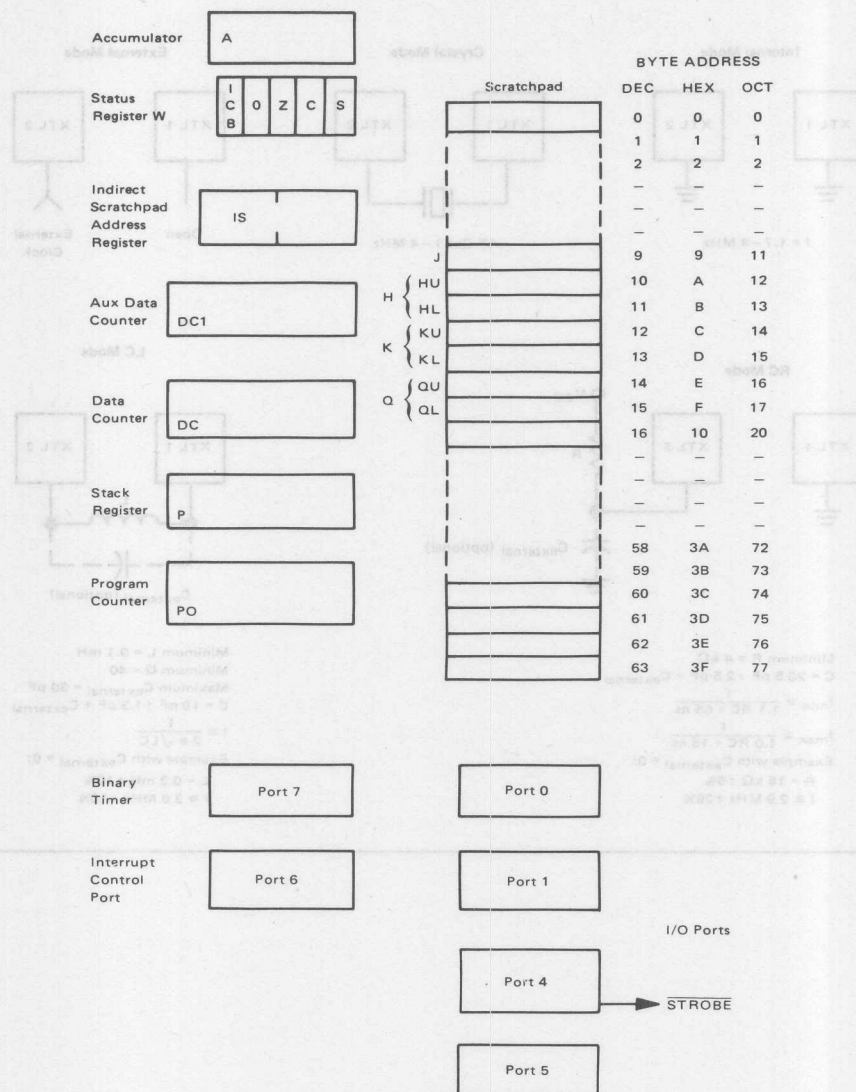 Accumulator
A
Status
Register W
I
C
B
O
Z
C
S
Indirect
Scratchpad
Address
Register
IS
Aux Data
Counter
DC1
Data
Counter
DC
Stack
Register
P
Program
Counter
PO
Scratchpad
J
H
HU
HL
K
KU
KL
Q
QU
QL
BYTE ADDRESS
DEC HEX OCT
0 0 0
1 1 1
2 2 2
– – –
– – –
– – –
9 9 11
10 A 12
11 B 13
12 C 14
13 D 15
14 E 16
15 F 17
16 10 20
– – –
– – –
– – –
– – –
58 3A 72
59 3B 73
60 3C 74
61 3D 75
62 3E 76
63 3F 77
Binary
Timer
Port 7
Port 0
Interrupt
Control
Port
Port 6
Port 1
I/O Ports
Port 4
STROBE
Port 5